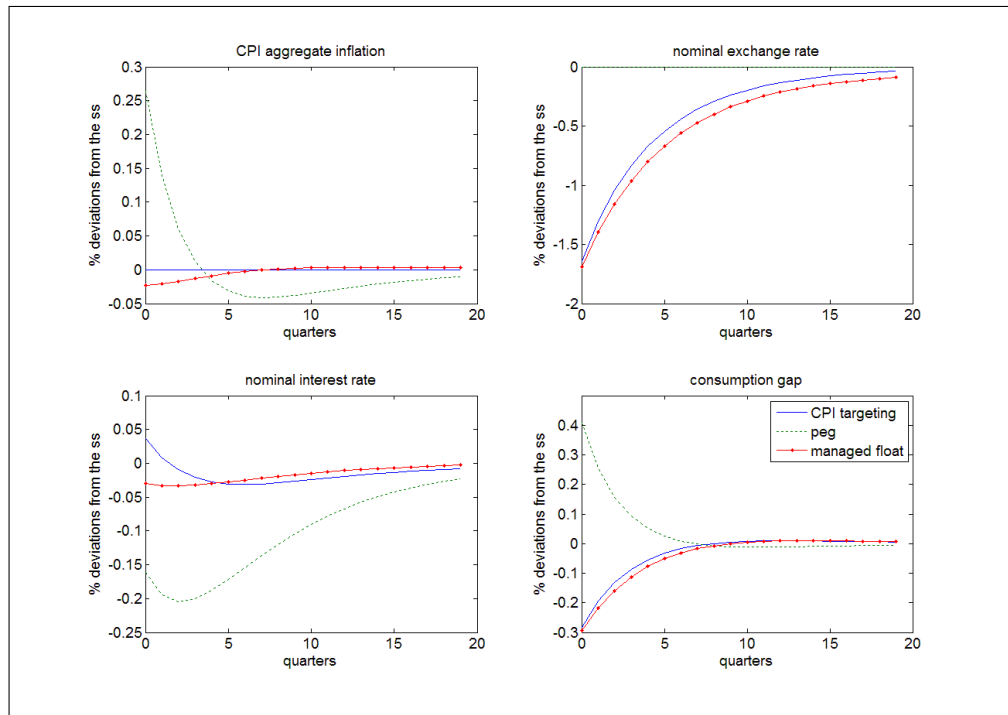 CPI aggregate inflation
% deviations from the ss
0.3
0.25
0.2
0.15
0.1
0.05
0
-0.05
0 5 10 15 20
quarters
nominal exchange rate
% deviations from the ss
0
-0.5
-1
-1.5
-2
0 5 10 15 20
quarters
nominal interest rate
% deviations from the ss
0.1
0.05
0
-0.05
-0.1
-0.15
-0.2
-0.25
0 5 10 15 20
quarters
consumption gap
% deviations from the ss
0.4
0.3
0.2
0.1
0
-0.1
-0.2
-0.3
0 5 10 15 20
quarters
CPI targeting
peg
managed float